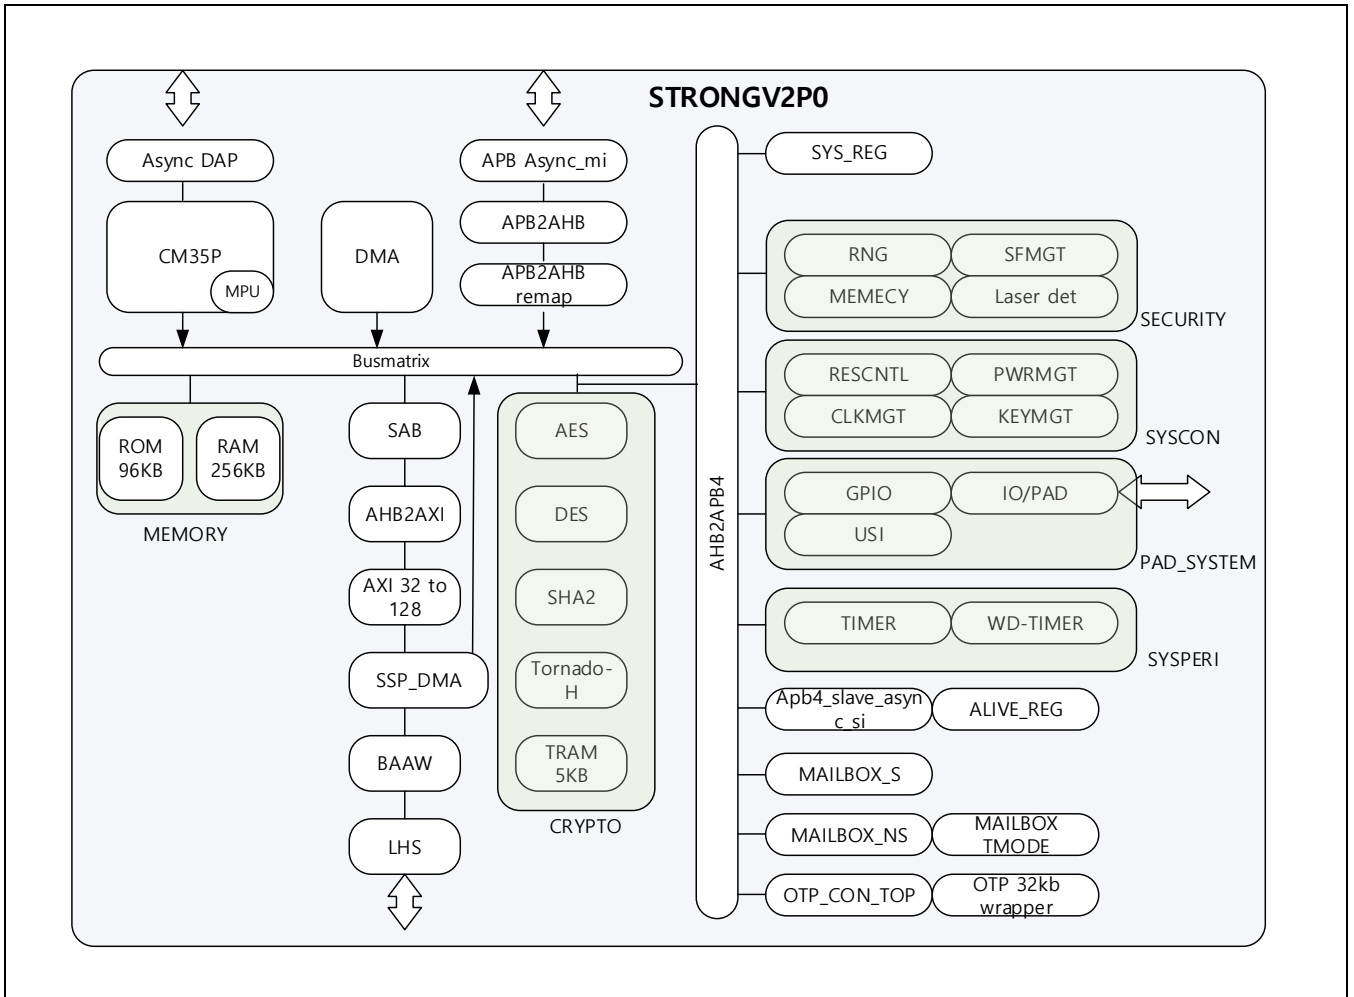 STRONGV2P0
Async DAP
CM35P
MPU
DMA
APB Async_mi
APB2AHB
APB2AHB
remap
Busmatrix
ROM
96KB
RAM
256KB
MEMORY
SAB
AHB2AXI
AXI 32 to
128
SSP_DMA
BAAW
LHS
AES
DES
SHA2
Tornado-
H
TRAM
5KB
CRYPTO
AHB2APB4
SYS_REG
RNG
SFMGT
MEMECY
Laser det
SECURITY
RESCNTL
PWRMGT
CLKMGT
KEYMGT
SYSCON
GPIO
IO/PAD
USI
PAD_SYSTEM
TIMER
WD-TIMER
SYSPERI
Apb4_slave_asyn
c_si
ALIVE_REG
MAILBOX_S
MAILBOX_NS
MAILBOX
TMODE
OTP_CON_TOP
OTP 32kb
wrapper